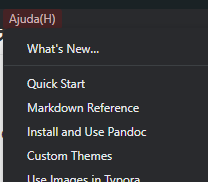 Ajuda(H)
What's New...
Quick Start
Markdown Reference
Install and Use Pandoc
Custom Themes
Use Images in Typora